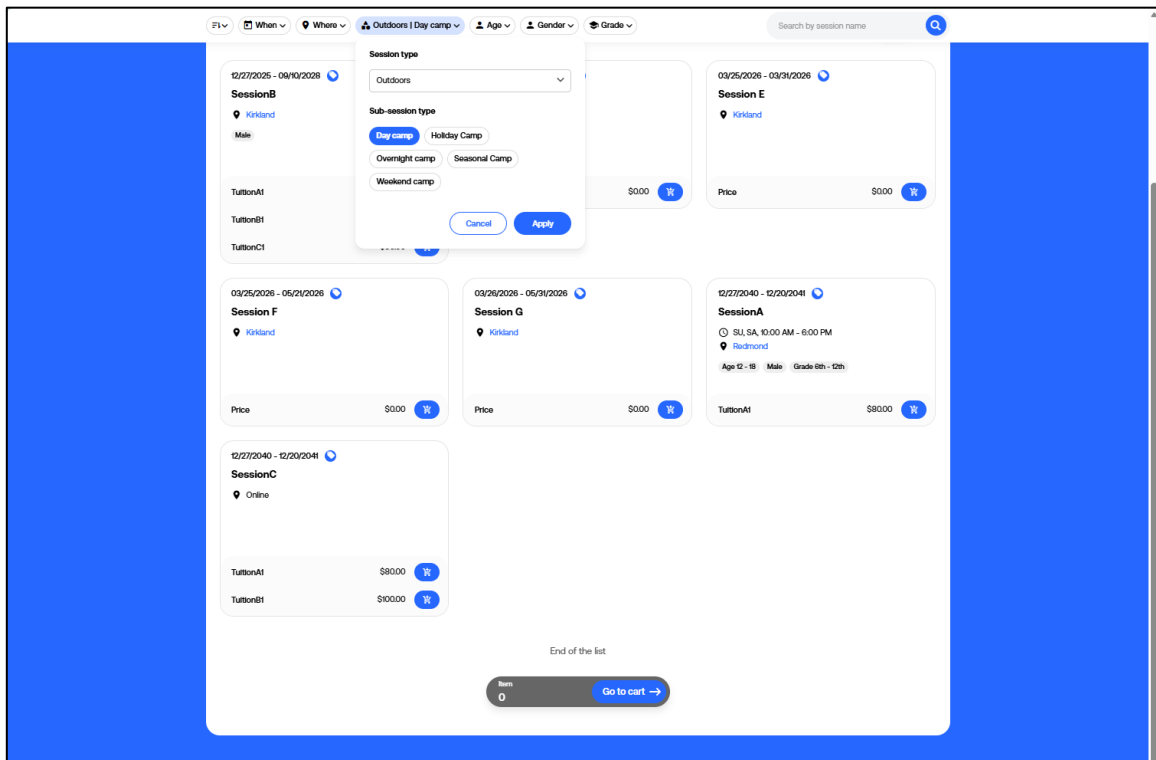 When
Where
Outdoors | Day camp
Age
Gender
Grade
Search by session name
Session type
Outdoors
Sub-session type
Day camp
Holiday Camp
Overnight camp
Seasonal Camp
Weekend camp
Cancel
Apply
12/27/2025 - 09/10/2028
SessionB
Kirkland
Male
TuitionA1
TuitionB1
TuitionC1
$0.00
03/25/2026 - 03/31/2026
Session E
Kirkland
Price $0.00
03/25/2026 - 05/21/2026
Session F
Kirkland
Price $0.00
03/26/2026 - 05/31/2026
Session G
Kirkland
Price $0.00
12/27/2040 - 12/20/2041
SessionA
SU, SA, 10:00 AM - 6:00 PM
Redmond
Age 12 - 18 Male Grade 6th - 12th
TuitionA1 $80.00
12/27/2040 - 12/20/2041
SessionC
Online
TuitionA1 $80.00
TuitionB1 $100.00
End of the list
Item
0
Go to cart